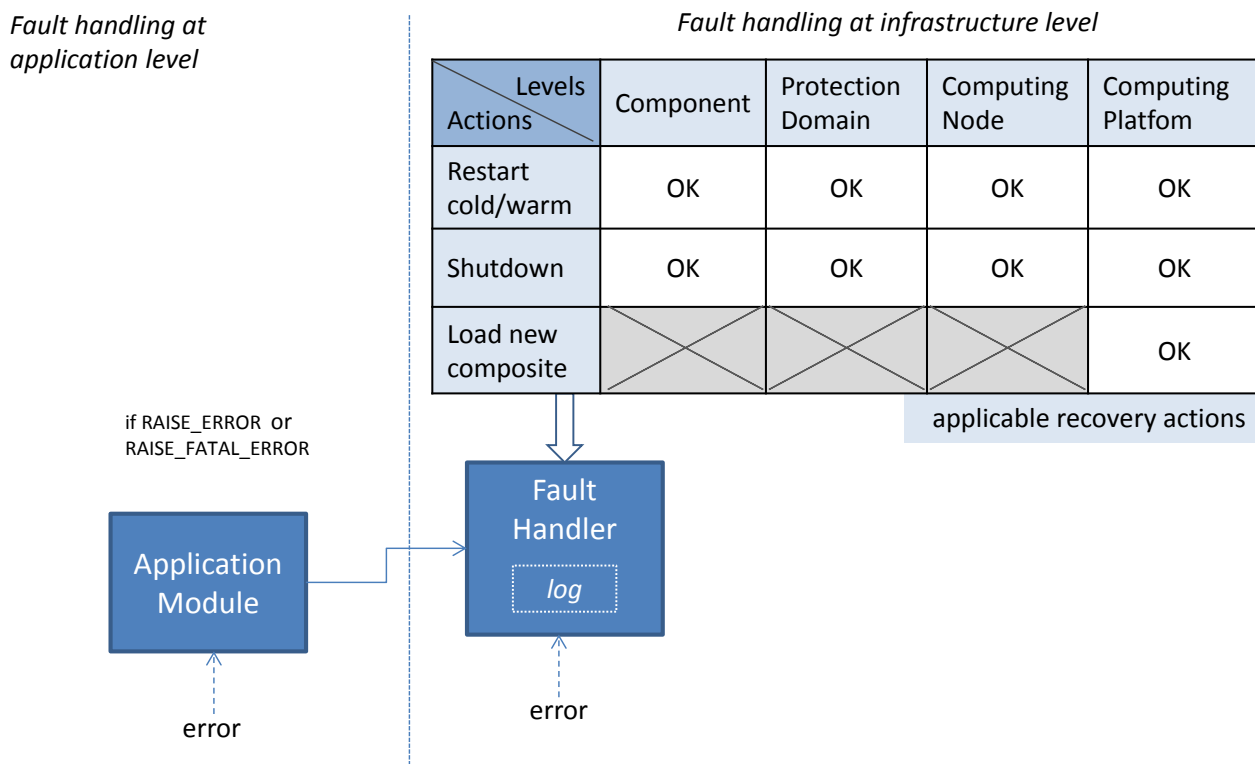 Fault handling at
application level
Fault handling at infrastructure level
Levels
Actions
Component
Protection
Domain
Computing
Node
Computing
Platfom
Restart
cold/warm
OK
OK
OK
OK
Shutdown
OK
OK
OK
OK
Load new
composite
OK
applicable recovery actions
if RAISE_ERROR or
RAISE_FATAL_ERROR
Application
Module
Fault
Handler
log
error
error